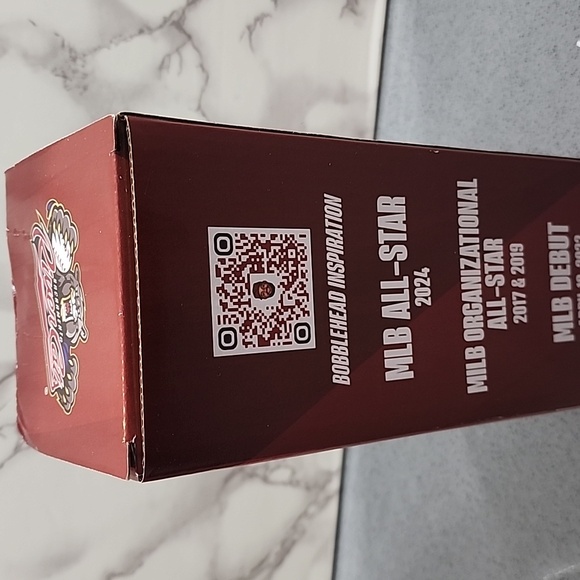 BOBBLEHEAD INSPIRATION
MLB ALL-STAR
2024
MILB ORGANIZATIONAL
ALL-STAR
2017 & 2019
MLB DEBUT